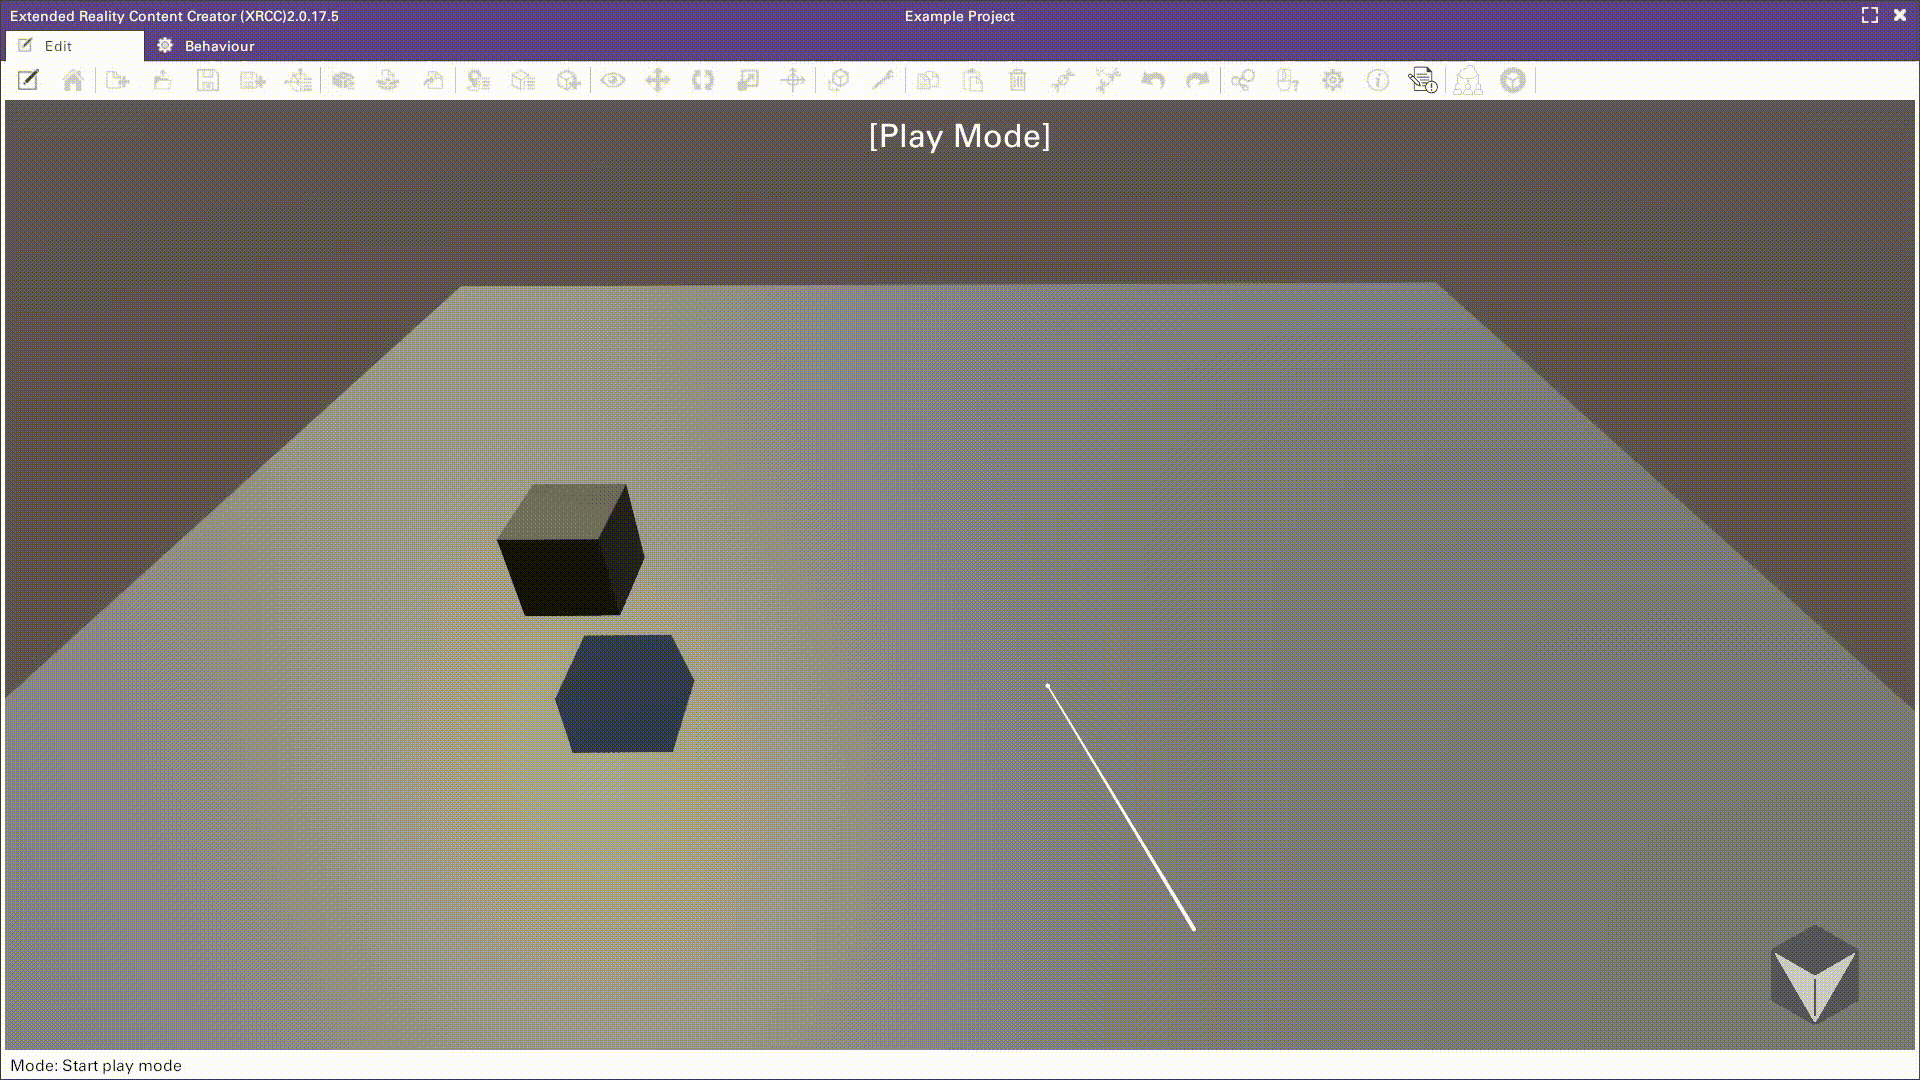 Extended Reality Content Creator (XRCC)2.0.17.5
Example Project
Edit
Behaviour
[Play Mode]
Mode: Start play mode